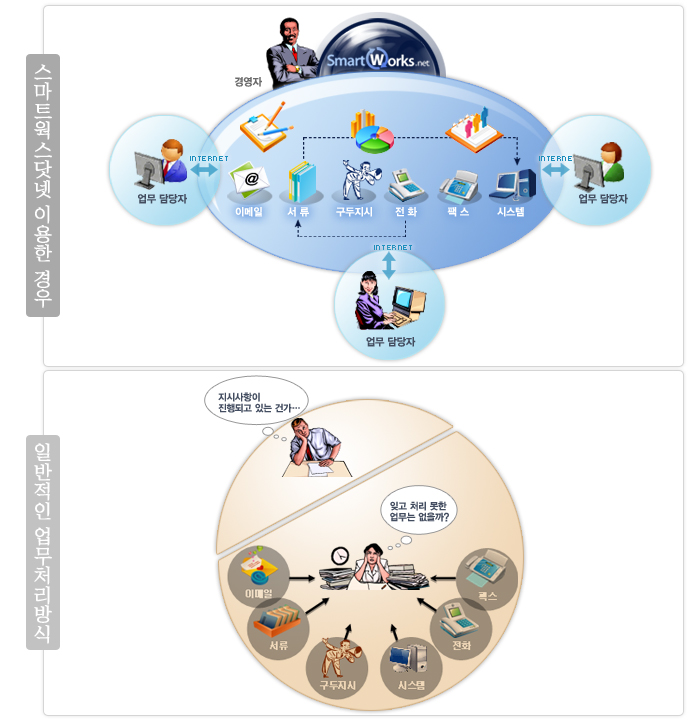 스마트웍스닷넷 이용한 경우
SmartWorks.net
경영자
INTERNET
INTERNET
업무 담당자
업무 담당자
이메일
서 류
구두지시
전 화
팩 스
시스템
INTERNET
업무 담당자
일반적인 업무처리방식
지시사항이
진행되고 있는 건가…
잊고 처리 못한
업무는 없을까?
이메일
팩스
서류
전화
구두지시
시스템